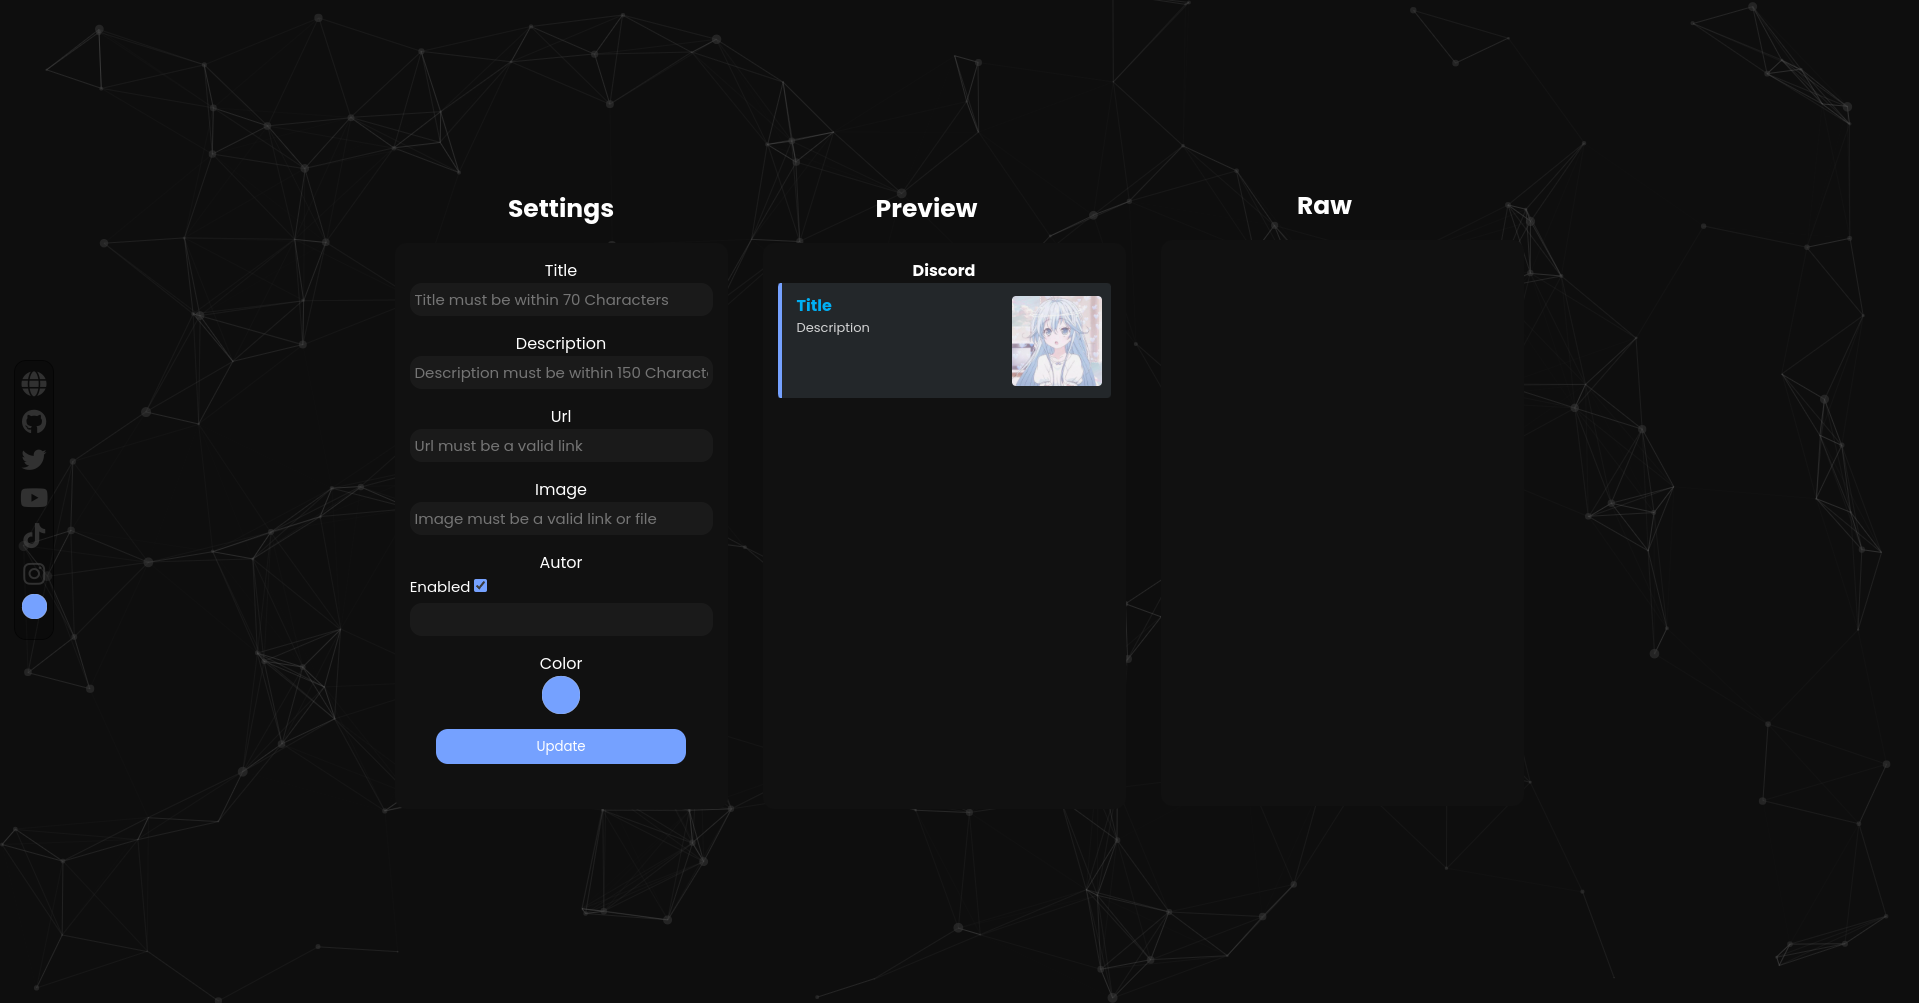 Settings
Title
Title must be within 70 Characters
Description
Description must be within 150 Charact
Url
Url must be a valid link
Image
Image must be a valid link or file
Autor
Enabled
Color
Update
Preview
Discord
Title
Description
Raw